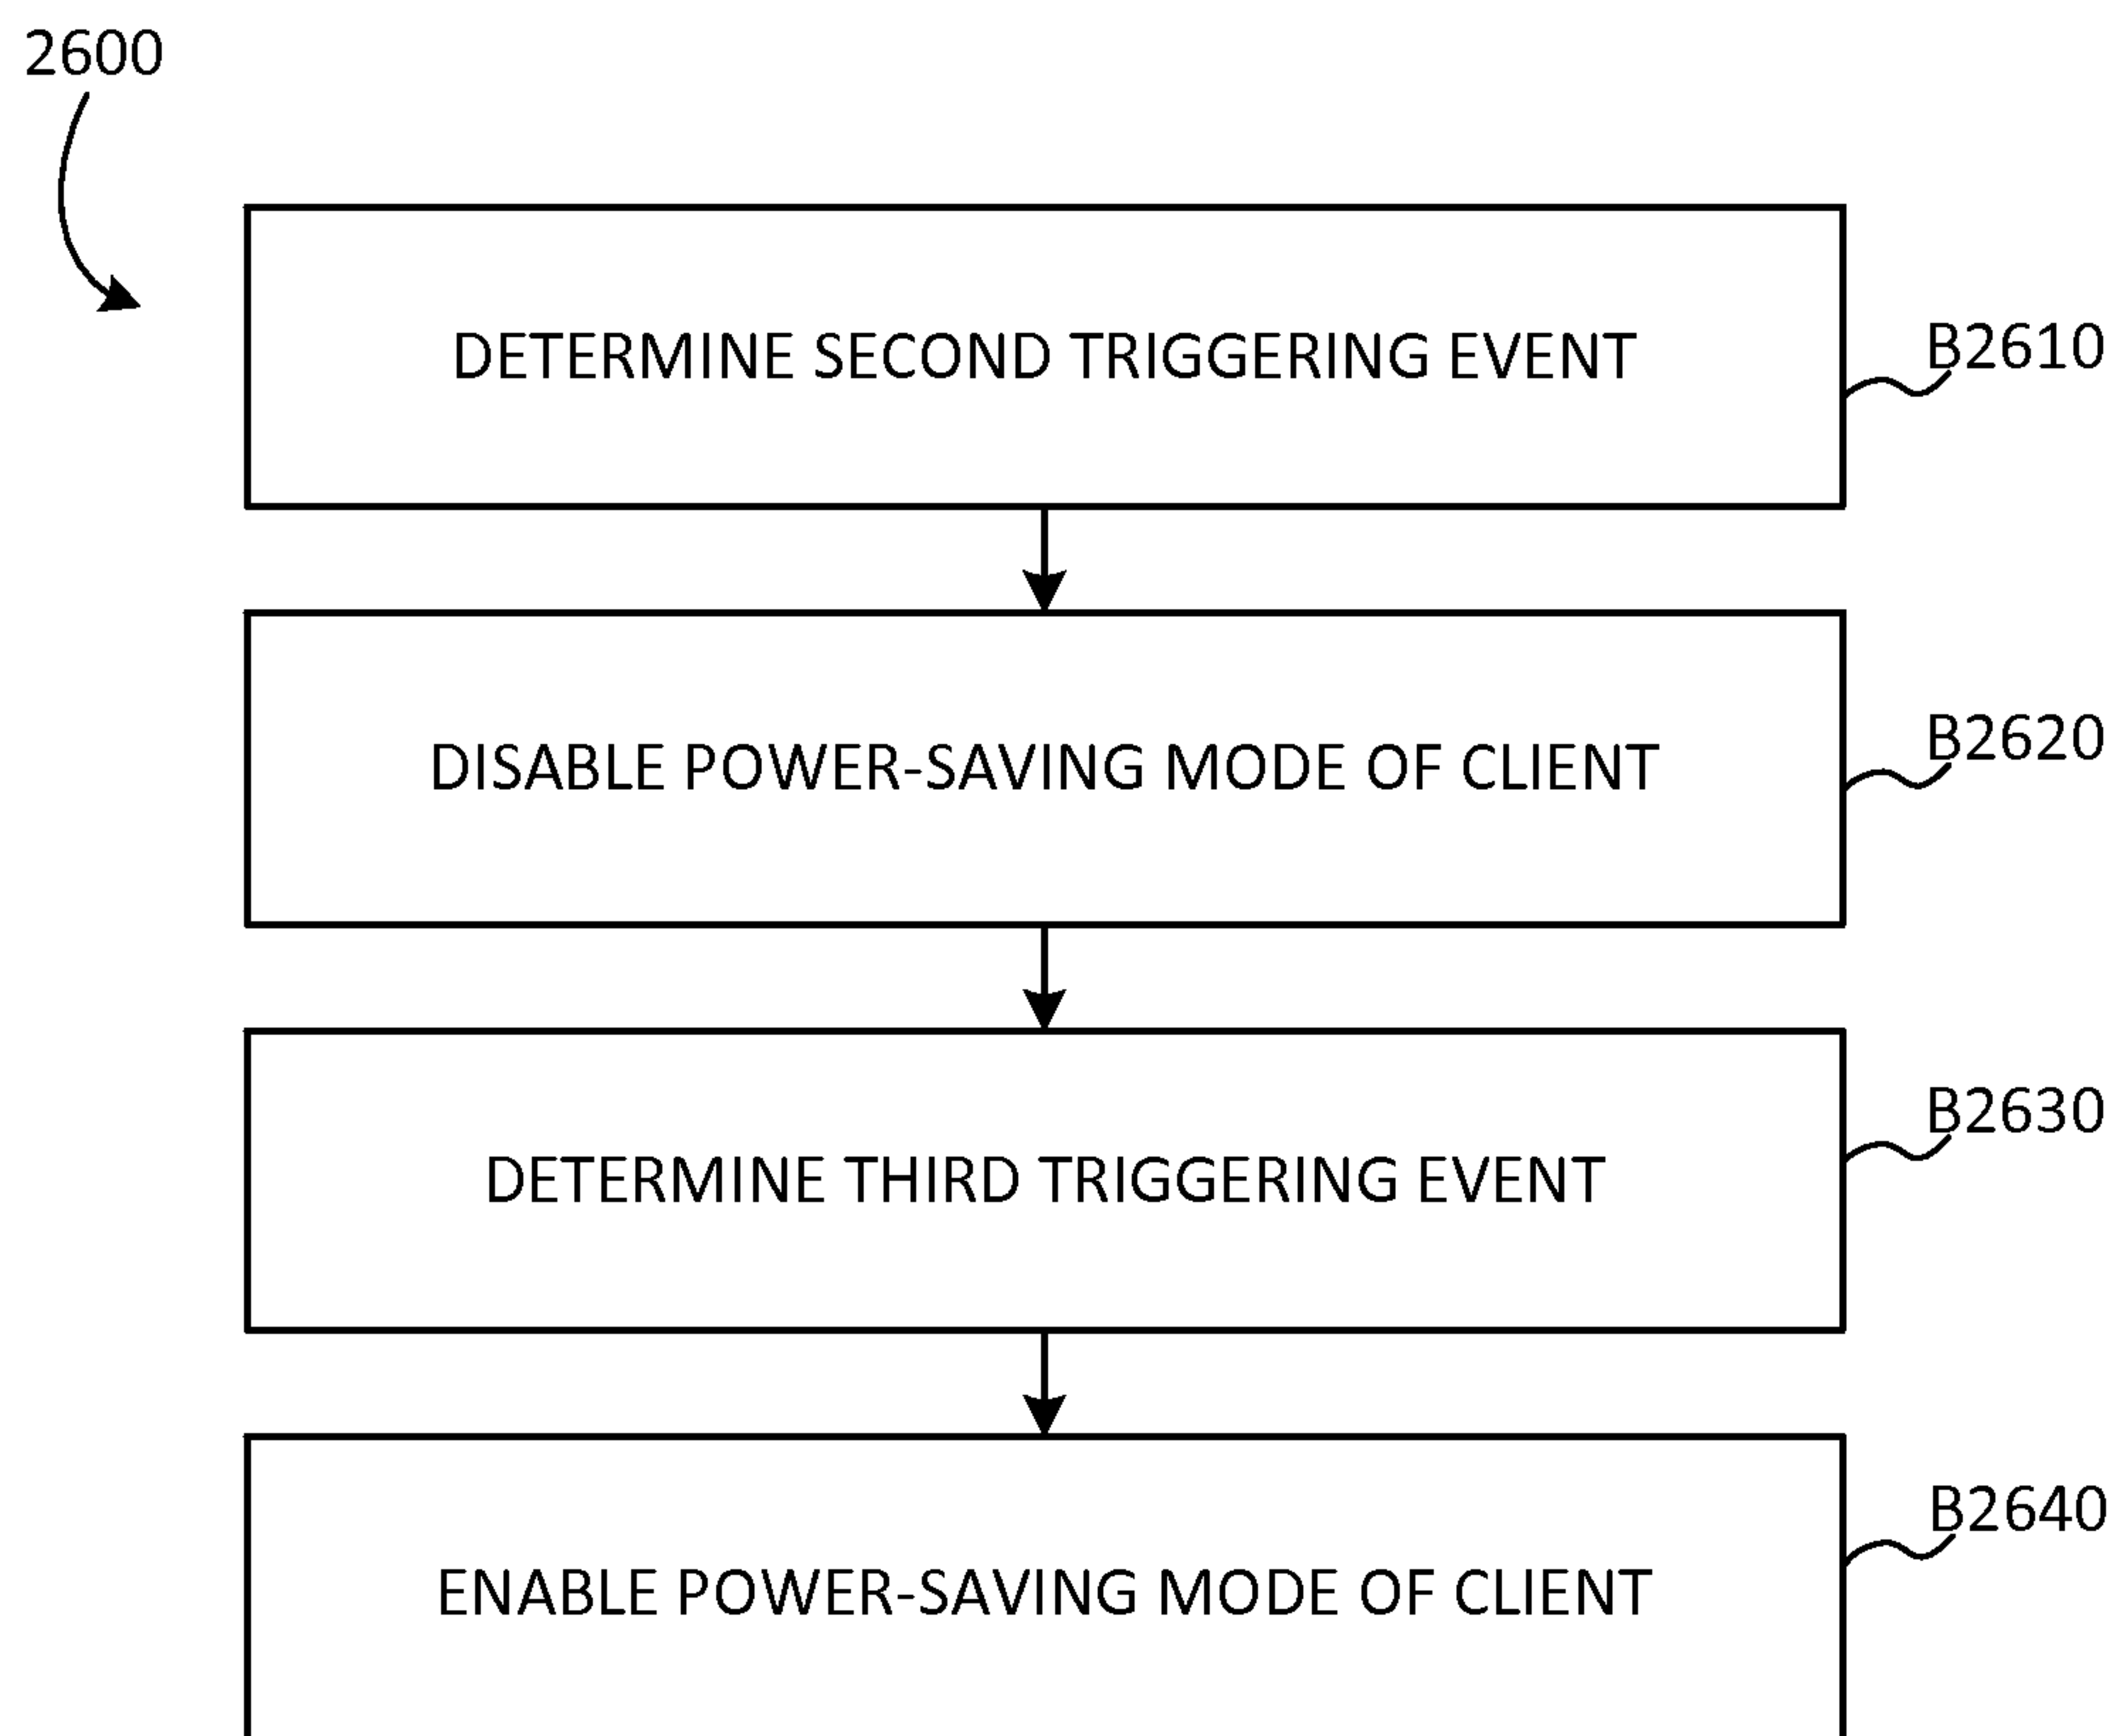 2600
DETERMINE SECOND TRIGGERING EVENT
B2610
DISABLE POWER-SAVING MODE OF CLIENT
B2620
DETERMINE THIRD TRIGGERING EVENT
B2630
ENABLE POWER-SAVING MODE OF CLIENT
B2640